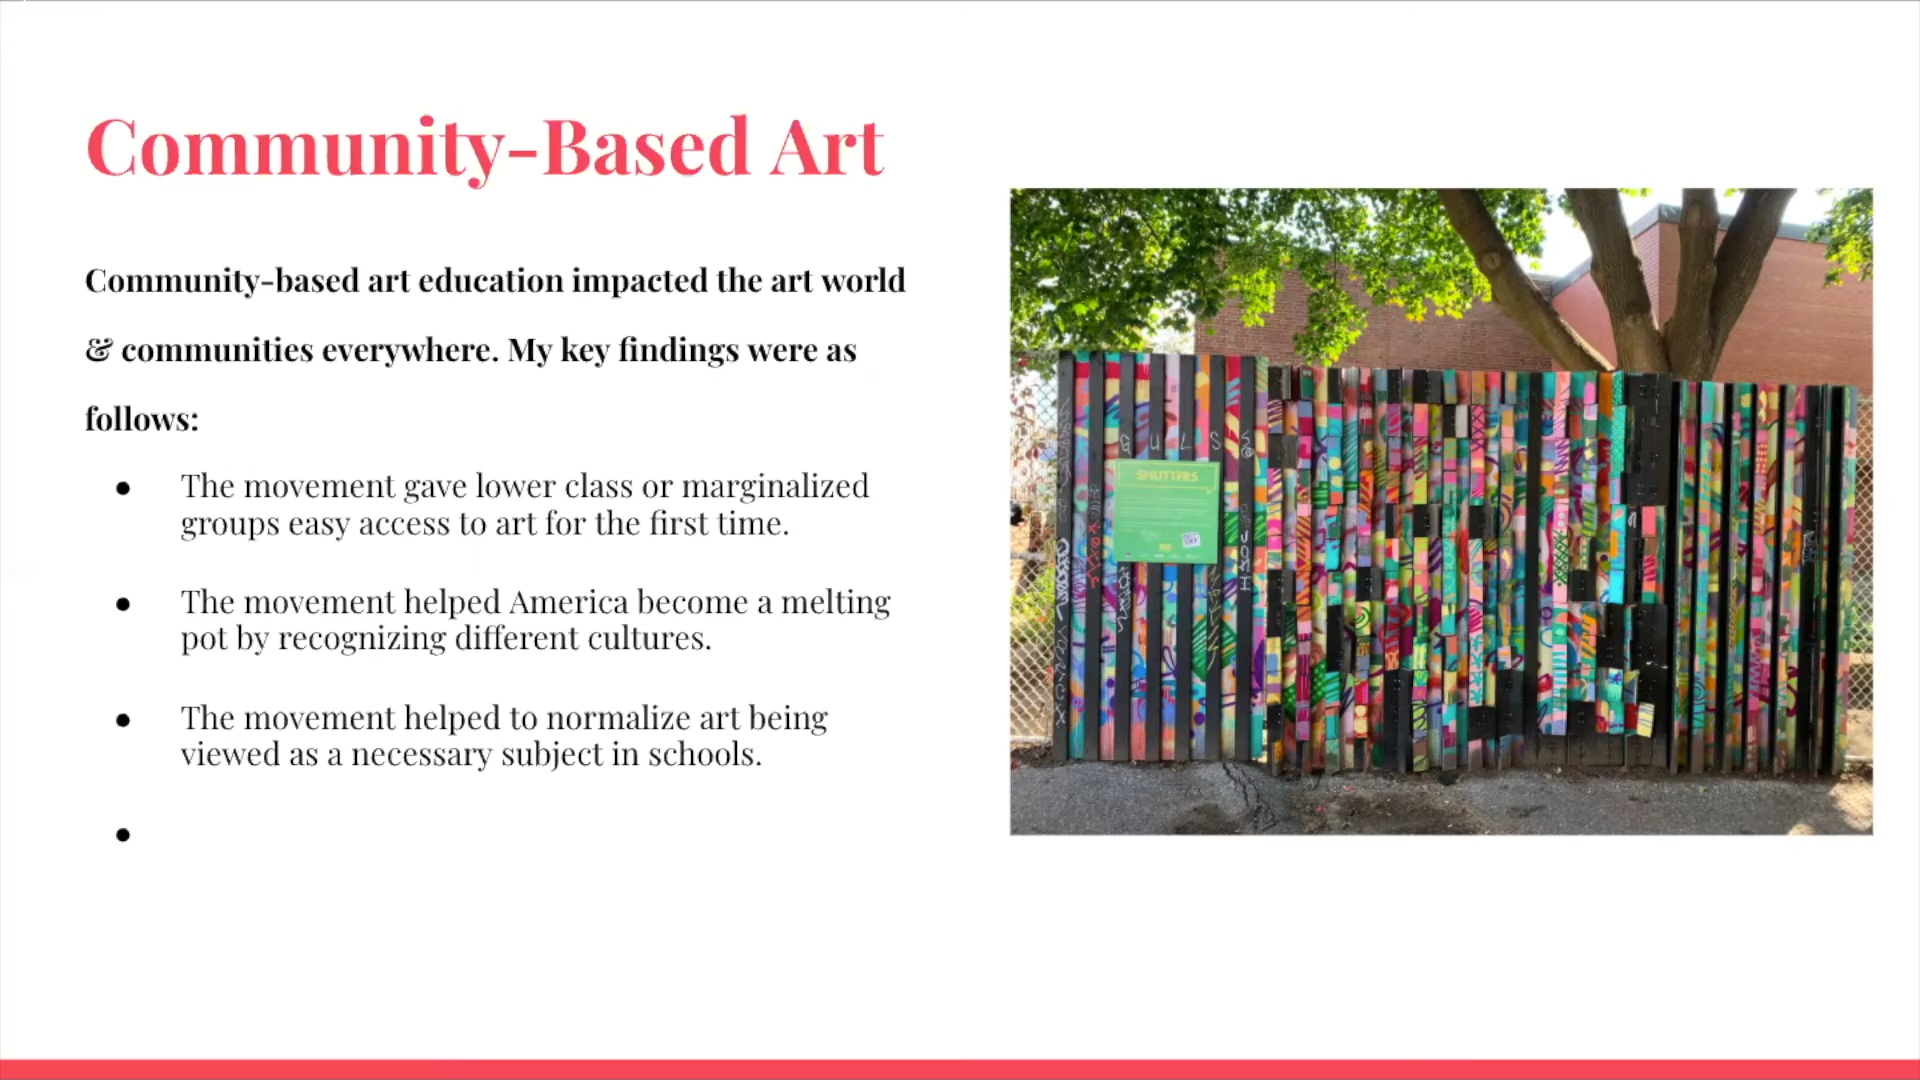 Community-Based Art
Community-based art education impacted the art world
& communities everywhere. My key findings were as
follows:
● The movement gave lower class or marginalized
groups easy access to art for the first time.
● The movement helped America become a melting
pot by recognizing different cultures.
● The movement helped to normalize art being
viewed as a necessary subject in schools.
●
GULS
SHUTTERS